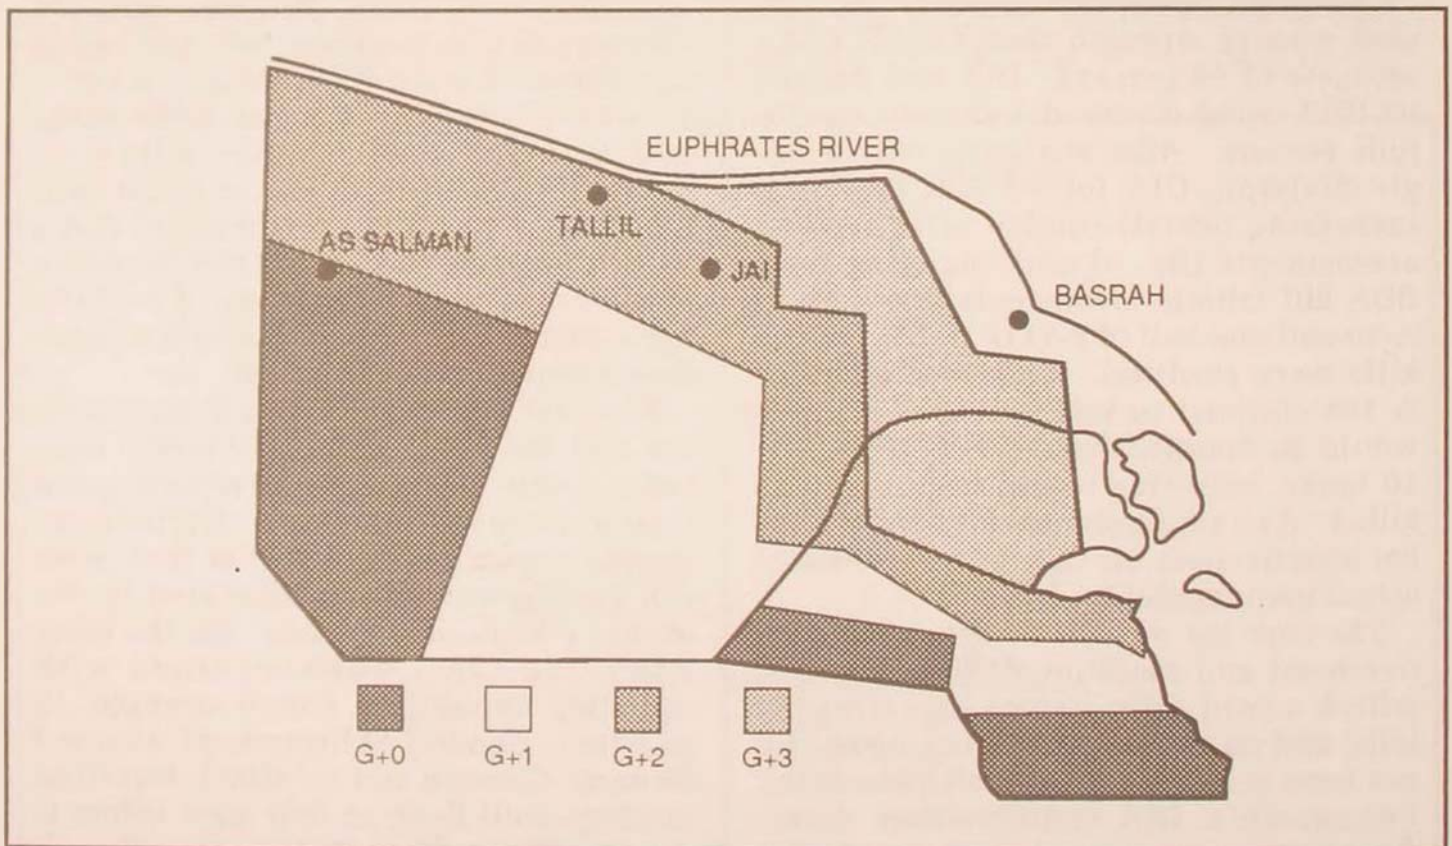 EUPHRATES RIVER
TALLIL
AS SALMAN
JAI
BASRAH
G+0
G+1
G+2
G+3